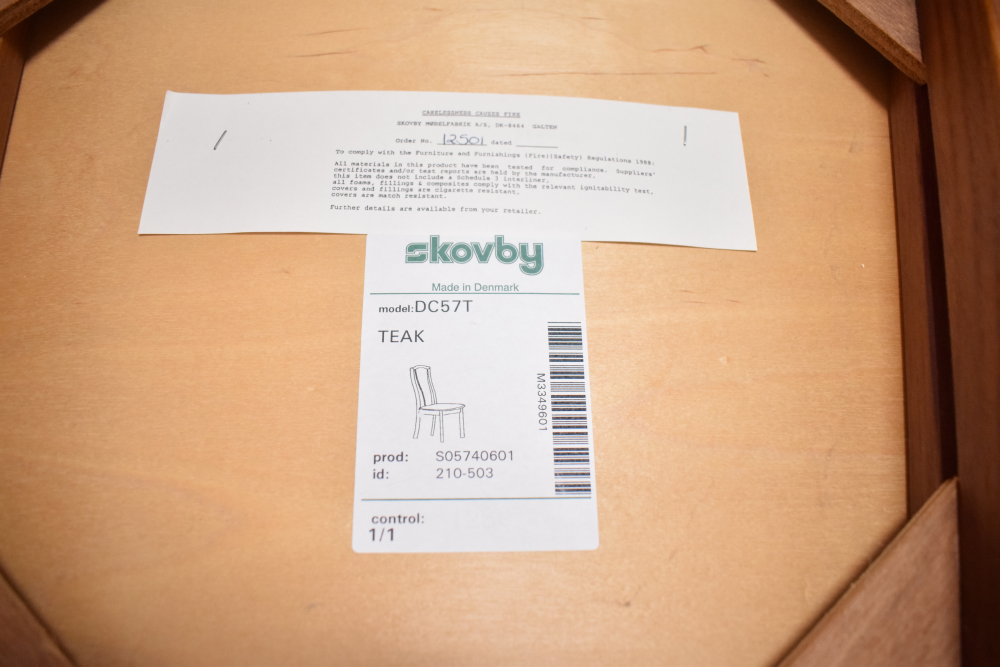 CARELESSNESS CAUSES FIRE
SKOVBY MØBELFABRIK A/S, DK-8464 GALTEN
Order No. 12501 dated
To comply with the Furniture and Furnishings (Fire)(Safety) Regulations 1988.
All materials in this product have been tested for compliance. Suppliers'
certificates and/or test reports are held by the manufacturer.
this item does not include a Schedule 3 interliner.
all foams, fillings & composites comply with the relevant ignitability test,
covers and fillings are cigarette resistant.
covers are match resistant.
Further details are available from your retailer.
skovby
Made in Denmark
model:DC57T
TEAK
M3349601
prod: S05740601
id: 210-503
control:
1/1